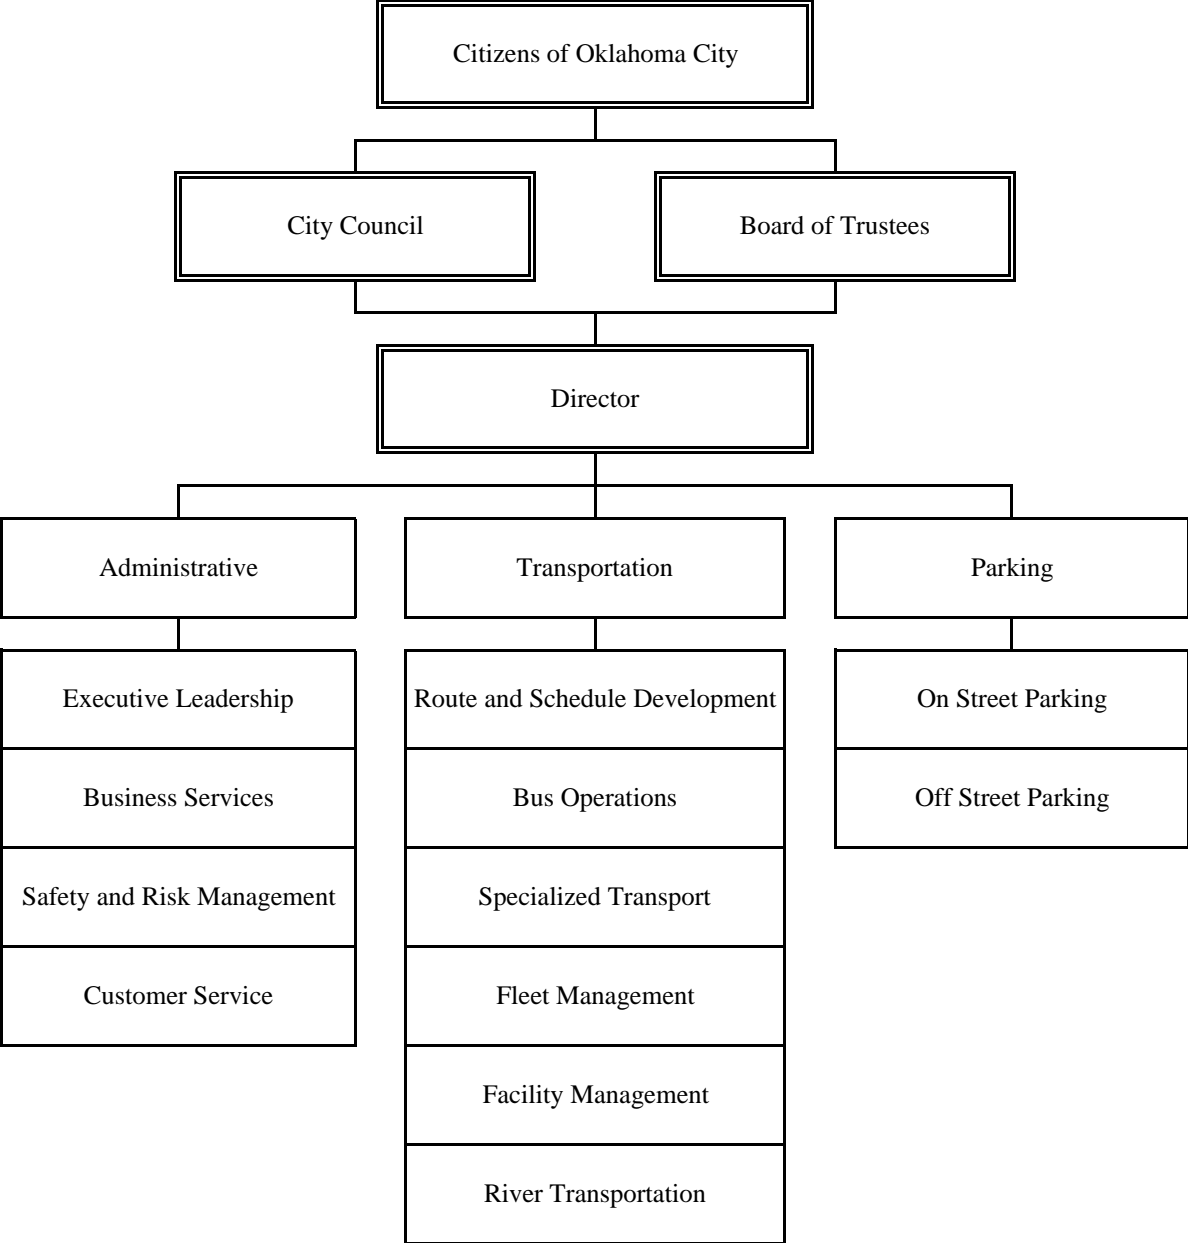 Citizens of Oklahoma City
City Council
Board of Trustees
Director
Administrative
Transportation
Parking
Executive Leadership
Route and Schedule Development
On Street Parking
Business Services
Bus Operations
Off Street Parking
Safety and Risk Management
Specialized Transport
Customer Service
Fleet Management
Facility Management
River Transportation